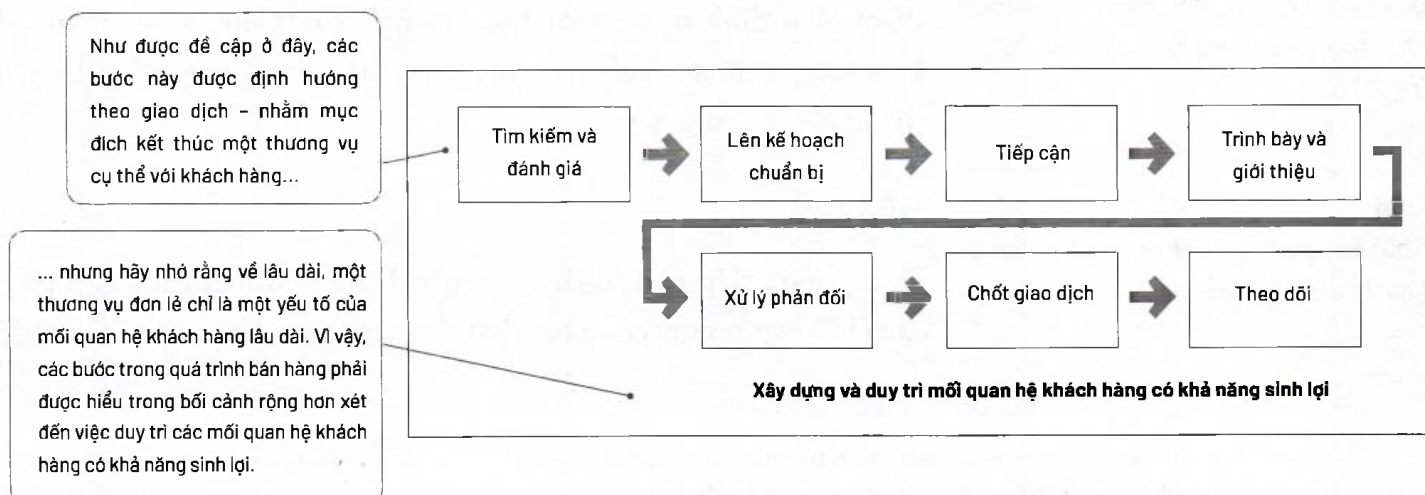 Như được đề cập ở đây, các
bước này được định hướng
theo giao dịch – nhằm mục
đích kết thúc một thương vụ
cụ thể với khách hàng...
Tìm kiếm và
đánh giá
Lên kế hoạch
chuẩn bị
Tiếp cận
Trình bày và
giới thiệu
... nhưng hãy nhớ rằng về lâu dài, một
thương vụ đơn lẻ chỉ là một yếu tố của
mối quan hệ khách hàng lâu dài. Vì vậy,
các bước trong quá trình bán hàng phải
được hiểu trong bối cảnh rộng hơn xét
đến việc duy trì các mối quan hệ khách
hàng có khả năng sinh lợi.
Xử lý phản đối
Chốt giao dịch
Theo dõi
Xây dựng và duy trì mối quan hệ khách hàng có khả năng sinh lợi